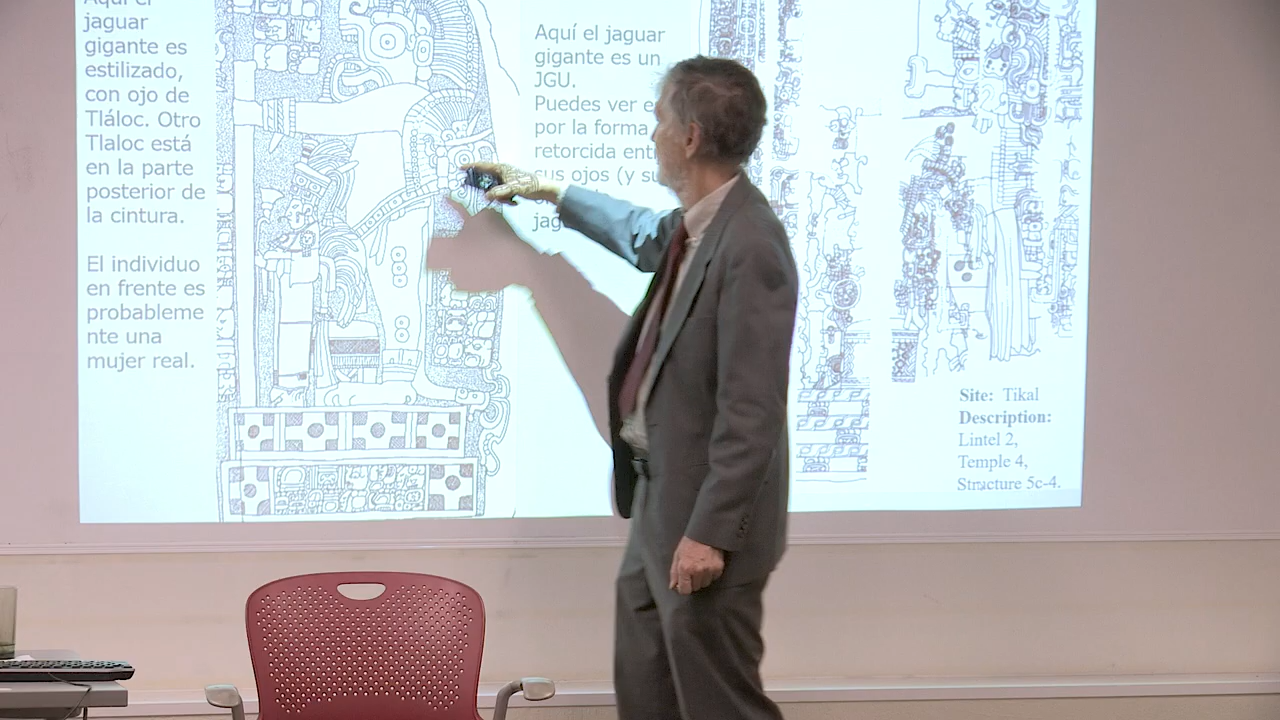 Aquí el
jaguar
gigante es
estilizado,
con ojo de
Tláloc. Otro
Tlaloc está
en la parte
posterior de
la cintura.
El individuo
en frente es
probableme
nte una
mujer real.
Aquí el jaguar
gigante es un
JGU.
Puedes ver
por la forma
retorcida
sus ojos (y
Site: Tikal
Description:
Lintel 2,
Temple 4,
Structure 5c-4.